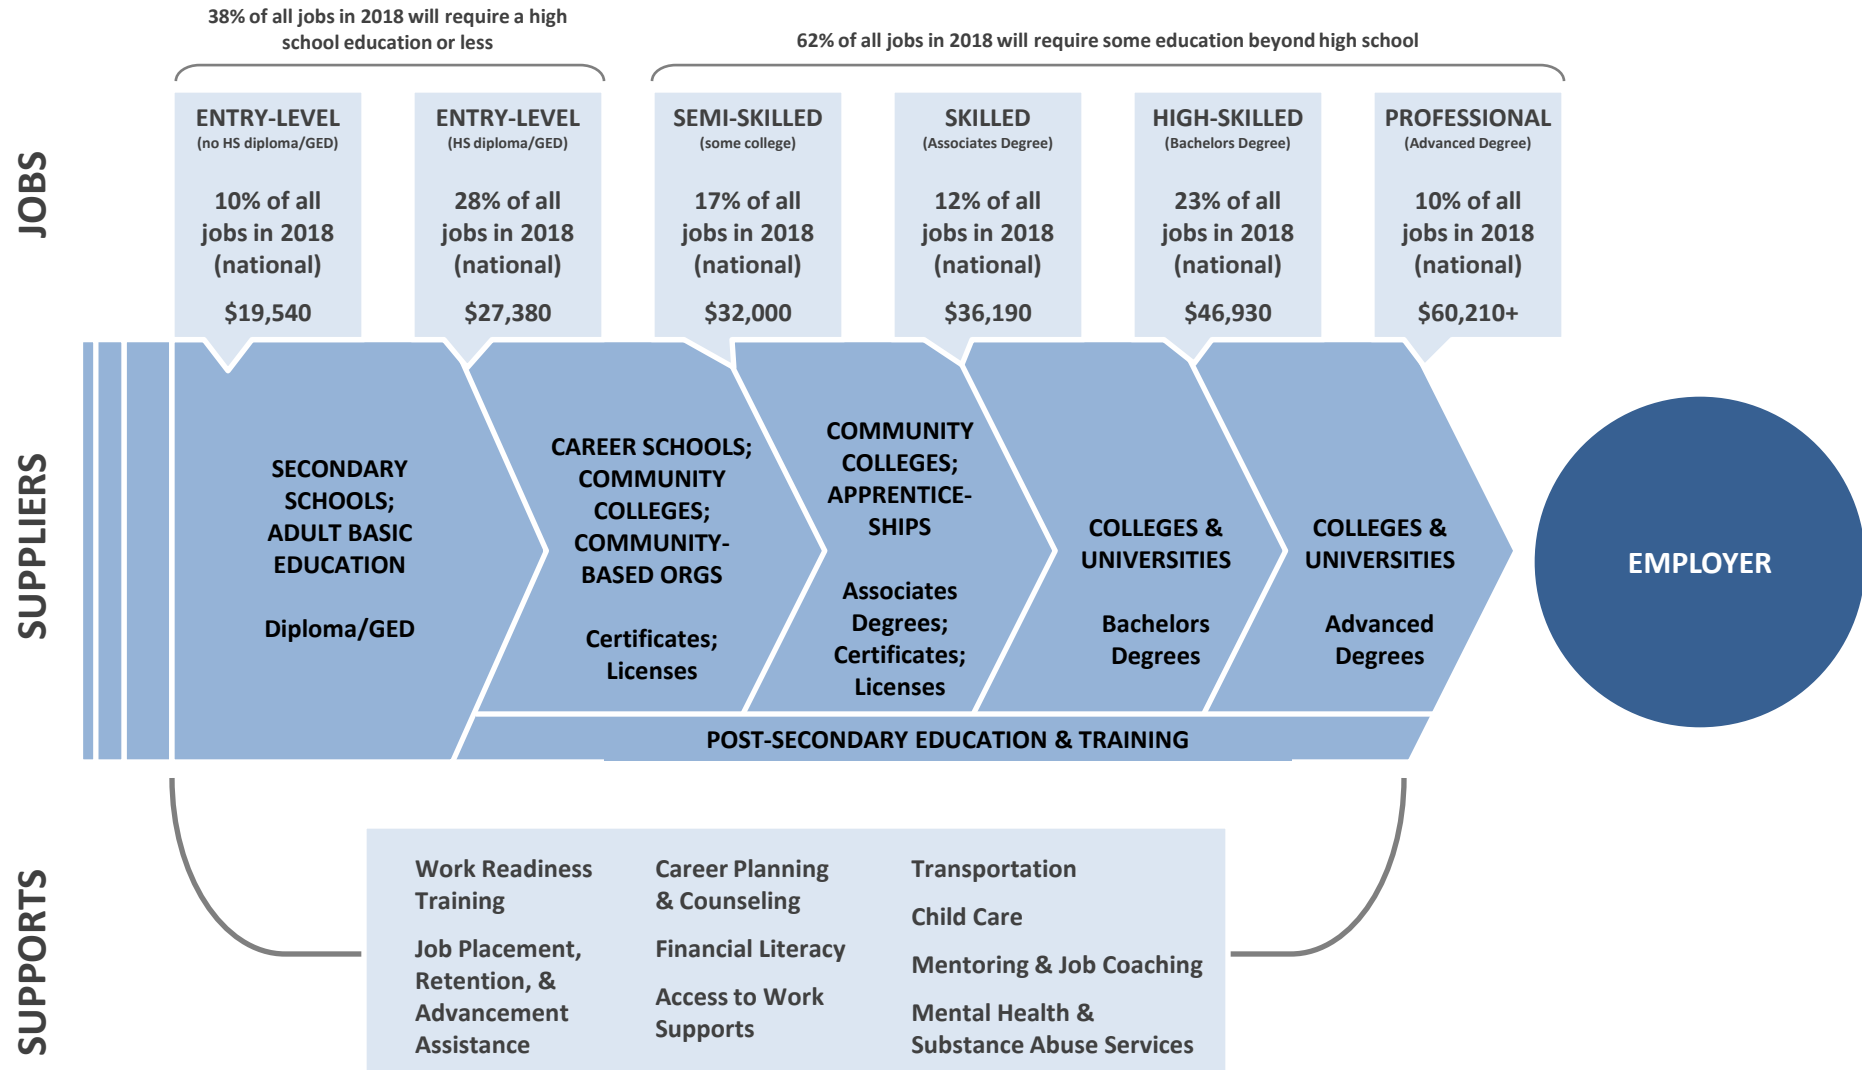 38% of all jobs in 2018 will require a high
school education or less
62% of all jobs in 2018 will require some education beyond high school
JOBS
ENTRY-LEVEL
(no HS diploma/GED)
10% of all
jobs in 2018
(national)
$19,540
ENTRY-LEVEL
(HS diploma/GED)
28% of all
jobs in 2018
(national)
$27,380
SEMI-SKILLED
(some college)
17% of all
jobs in 2018
(national)
$32,000
SKILLED
(Associates Degree)
12% of all
jobs in 2018
(national)
$36,190
HIGH-SKILLED
(Bachelors Degree)
23% of all
jobs in 2018
(national)
$46,930
PROFESSIONAL
(Advanced Degree)
10% of all
jobs in 2018
(national)
$60,210+
SUPPLIERS
SECONDARY
SCHOOLS;
ADULT BASIC
EDUCATION
Diploma/GED
CAREER SCHOOLS;
COMMUNITY
COLLEGES;
COMMUNITY-
BASED ORGS
Certificates;
Licenses
COMMUNITY
COLLEGES;
APPRENTICE-
SHIPS
Associates
Degrees;
Certificates;
Licenses
COLLEGES &
UNIVERSITIES
Bachelors
Degrees
COLLEGES &
UNIVERSITIES
Advanced
Degrees
EMPLOYER
POST-SECONDARY EDUCATION & TRAINING
SUPPORTS
Work Readiness
Training
Job Placement,
Retention, &
Advancement
Assistance
Career Planning
& Counseling
Financial Literacy
Access to Work
Supports
Transportation
Child Care
Mentoring & Job Coaching
Mental Health &
Substance Abuse Services